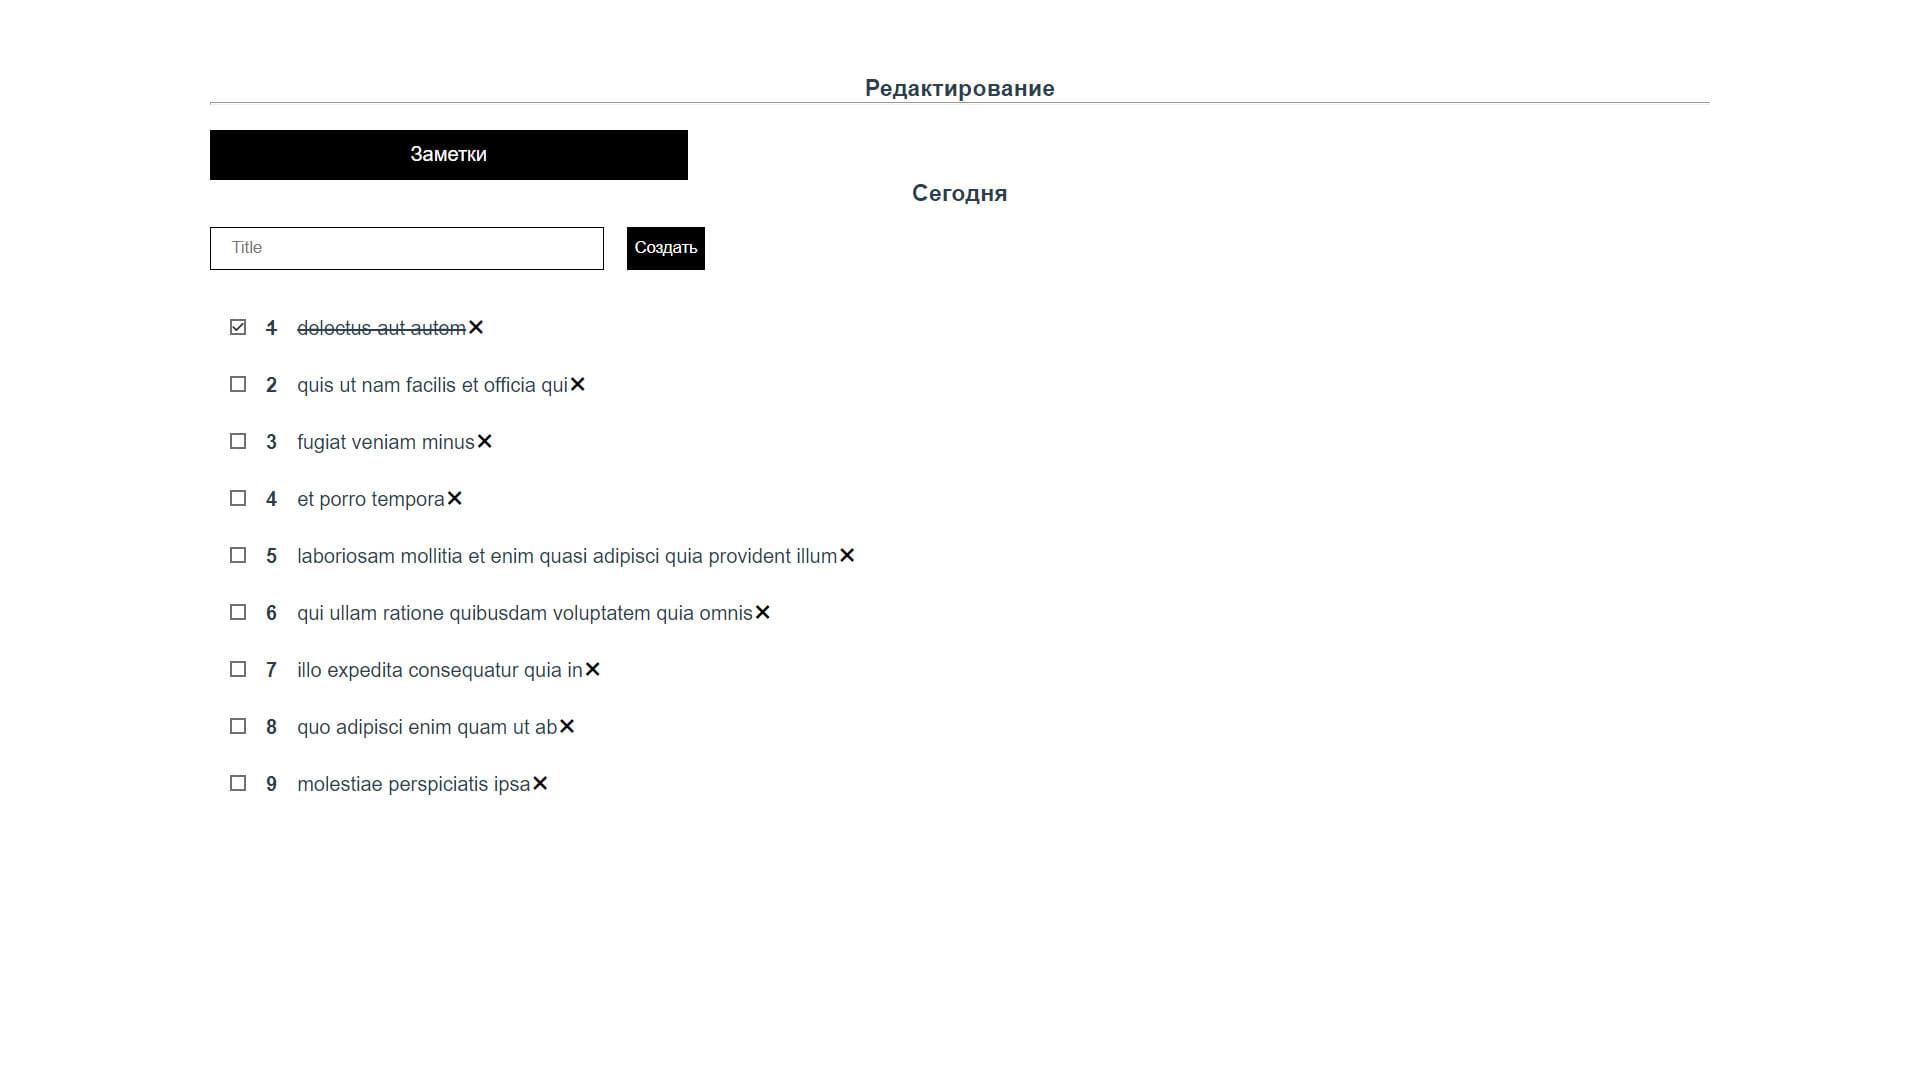 Редактирование
Заметки
Сегодня
Title
Создать
1 delectus aut autem
2 quis ut nam facilis et officia qui
3 fugiat veniam minus
4 et porro tempora
5 laboriosam mollitia et enim quasi adipisci quia provident illum
6 qui ullam ratione quibusdam voluptatem quia omnis
7 illo expedita consequatur quia in
8 quo adipisci enim quam ut ab
9 molestiae perspiciatis ipsa